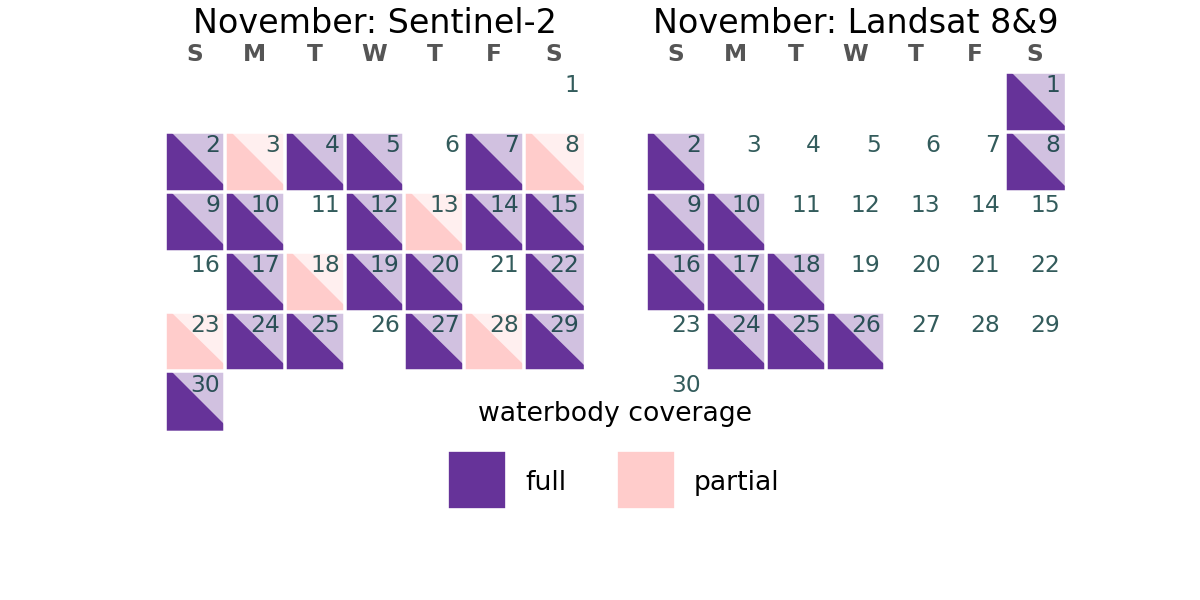 November: Sentinel-2
S M T W T F S
1
2 3 4 5 6 7 8
9 10 11 12 13 14 15
16 17 18 19 20 21 22
23 24 25 26 27 28 29
30
November: Landsat 8&9
S M T W T F S
1
2 3 4 5 6 7 8
9 10 11 12 13 14 15
16 17 18 19 20 21 22
23 24 25 26 27 28 29
30
waterbody coverage
full partial